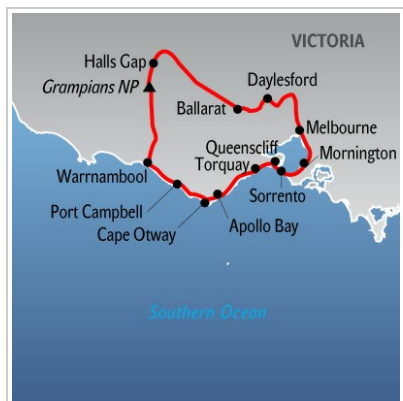 VICTORIA
Halls Gap
Grampians NP
Daylesford
Ballarat
Melbourne
Queenscliff
Torquay
Mornington
Warrnambool
Sorrento
Port Campbell
Apollo Bay
Cape Otway
Southern Ocean